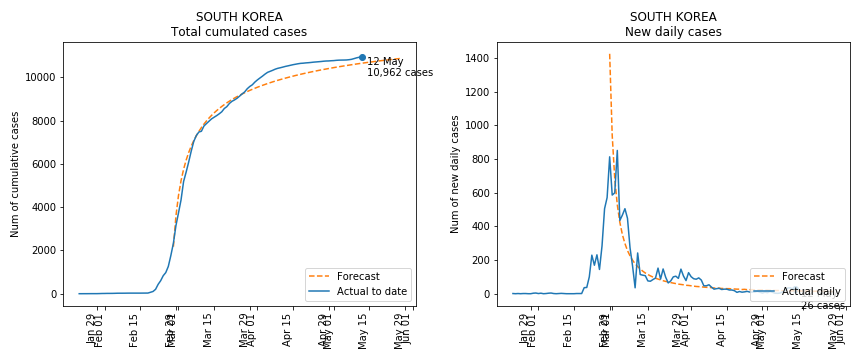 SOUTH KOREA
Total cumulated cases
Num of cumulative cases
10000
8000
6000
4000
2000
0
12 May
10,962 cases
Forecast
Actual to date
Jan 29
Feb 01
Feb 15
Feb 29
Mar 01
Mar 15
Mar 29
Apr 01
Apr 15
Apr 29
May 01
May 15
May 29
Jun 01
SOUTH KOREA
New daily cases
Num of new daily cases
1400
1200
1000
800
600
400
200
0
Forecast
Actual daily
26 cases
Jan 29
Feb 01
Feb 15
Feb 29
Mar 01
Mar 15
Mar 29
Apr 01
Apr 15
Apr 29
May 01
May 15
May 29
Jun 01